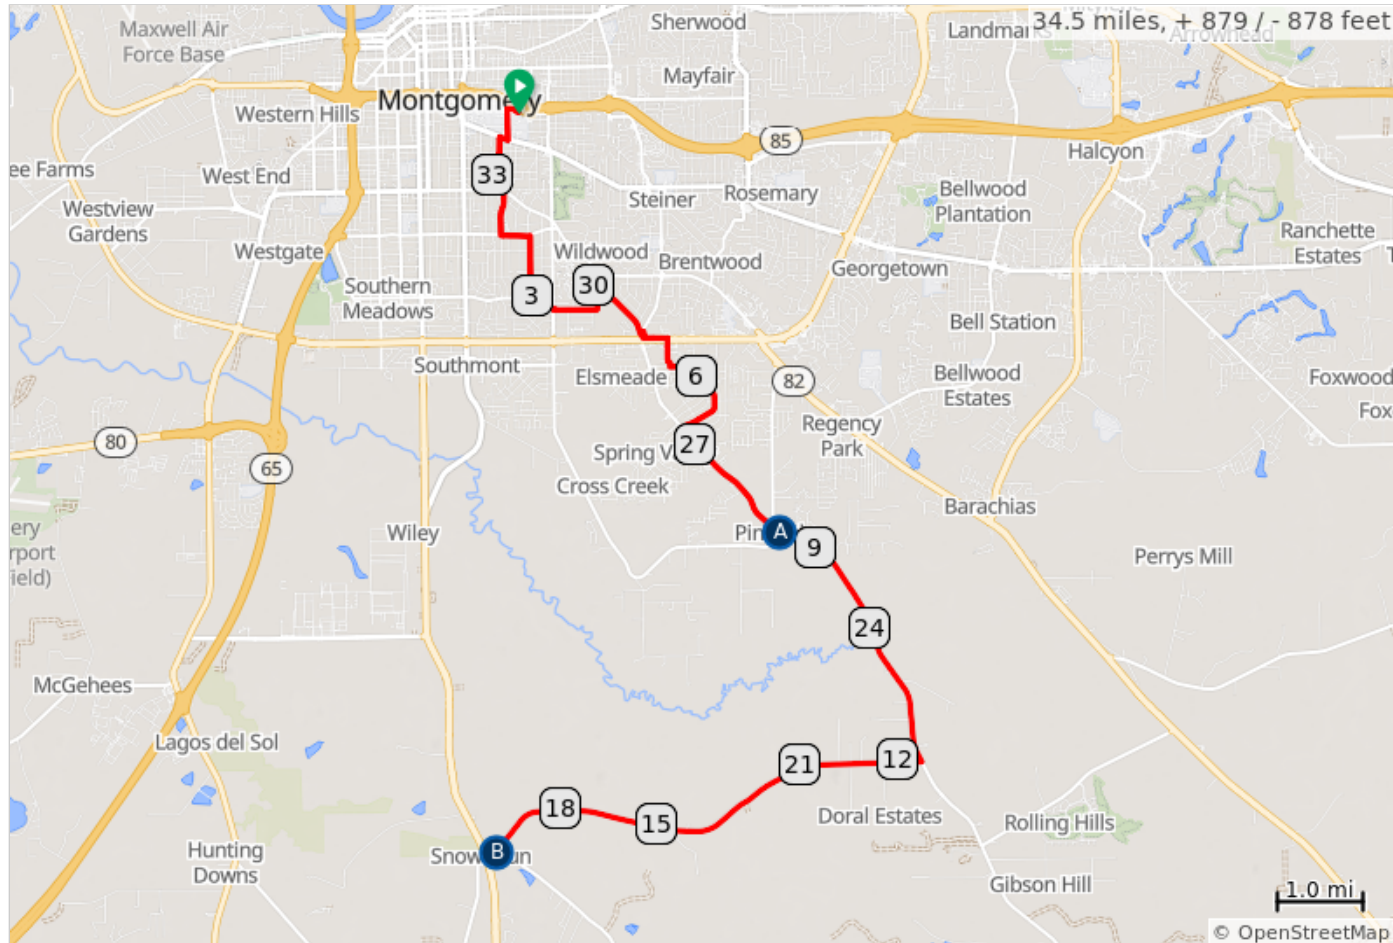 34.5 miles, + 879 / - 878 feet
Maxwell Air
Force Base
Sherwood
Mayfair
Montgomery
Western Hills
85
Halcyon
ee Farms
West End
33
Steiner
Rosemary
Bellwood
Plantation
Westview
Gardens
Westgate
Wildwood
Brentwood
Georgetown
Ranchette
Estates
Southern
Meadows
3
30
Bell Station
Southmont
Elsmeade
6
82
Bellwood
Estates
Foxwood
Fox
Regency
Park
80
65
27
Cross Creek
Barachias
ery
rport
ield)
Wiley
A
9
Perrys Mill
24
McGehees
Lagos del Sol
12
21
18
15
Doral Estates
Rolling Hills
B
Hunting
Downs
Gibson Hill
1.0 mi
© OpenStreetMap